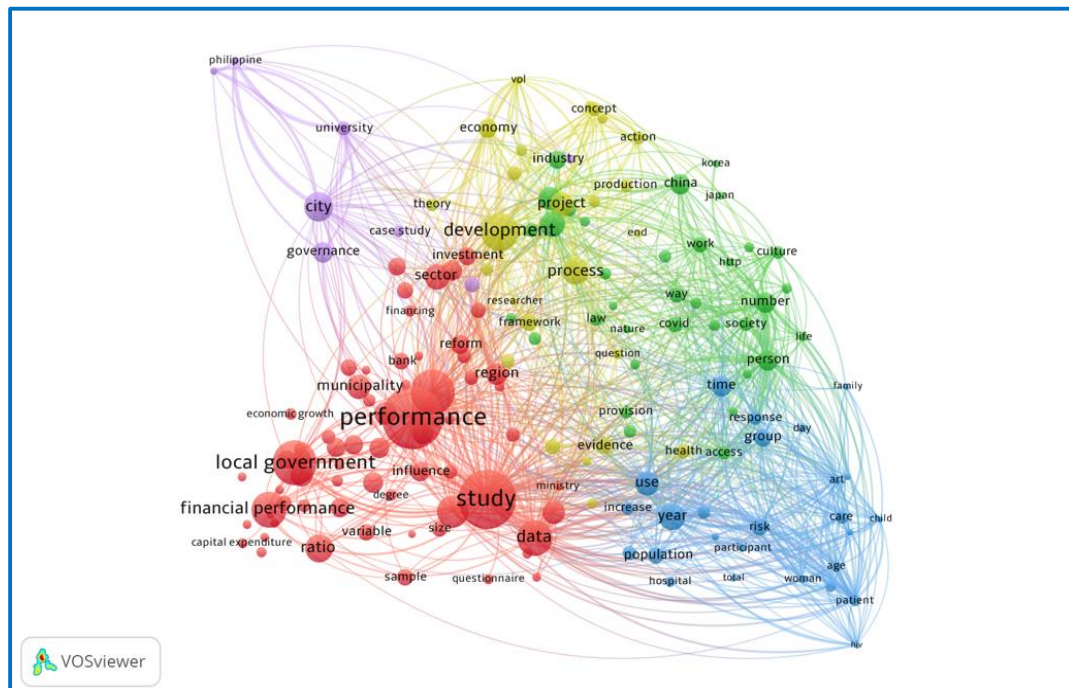 philippine
vol
concept
university
economy
action
industry
korea
china
production
japan
city
theory
project
case study
development
end
governance
investment
work
culture
http
sector
process
researcher
way
number
financing
framework
law
covid
society
nature
reform
life
bank
question
person
region
municipality
time
family
economic growth
performance
provision
response
day
group
evidence
health
access
local government
influence
art
ministry
use
degree
study
financial performance
increase
year
care
child
size
risk
variable
data
capital expenditure
ratio
population
participant
age
sample
questionnaire
hospital
total
woman
patient
hiv
VOSviewer